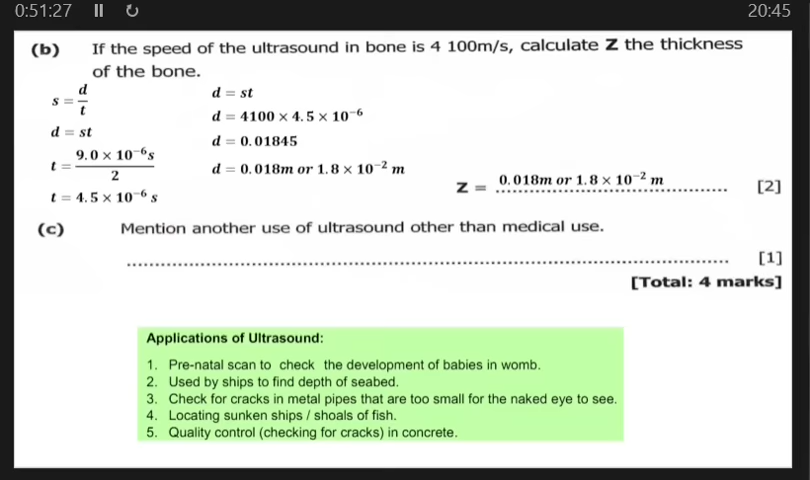 0:51:27
20:45
(b) If the speed of the ultrasound in bone is 4 100m/s, calculate Z the thickness
of the bone.
s = d/t
d = st
t = 9.0 × 10⁻⁶s/2
t = 4.5 × 10⁻⁶ s
d = st
d = 4100 × 4.5 × 10⁻⁶
d = 0.01845
d = 0.018m or 1.8 × 10⁻² m
Z = 0.018m or 1.8 × 10⁻² m [2]
(c) Mention another use of ultrasound other than medical use.
[1]
[Total: 4 marks]
Applications of Ultrasound:
1. Pre-natal scan to check the development of babies in womb.
2. Used by ships to find depth of seabed.
3. Check for cracks in metal pipes that are too small for the naked eye to see.
4. Locating sunken ships / shoals of fish.
5. Quality control (checking for cracks) in concrete.